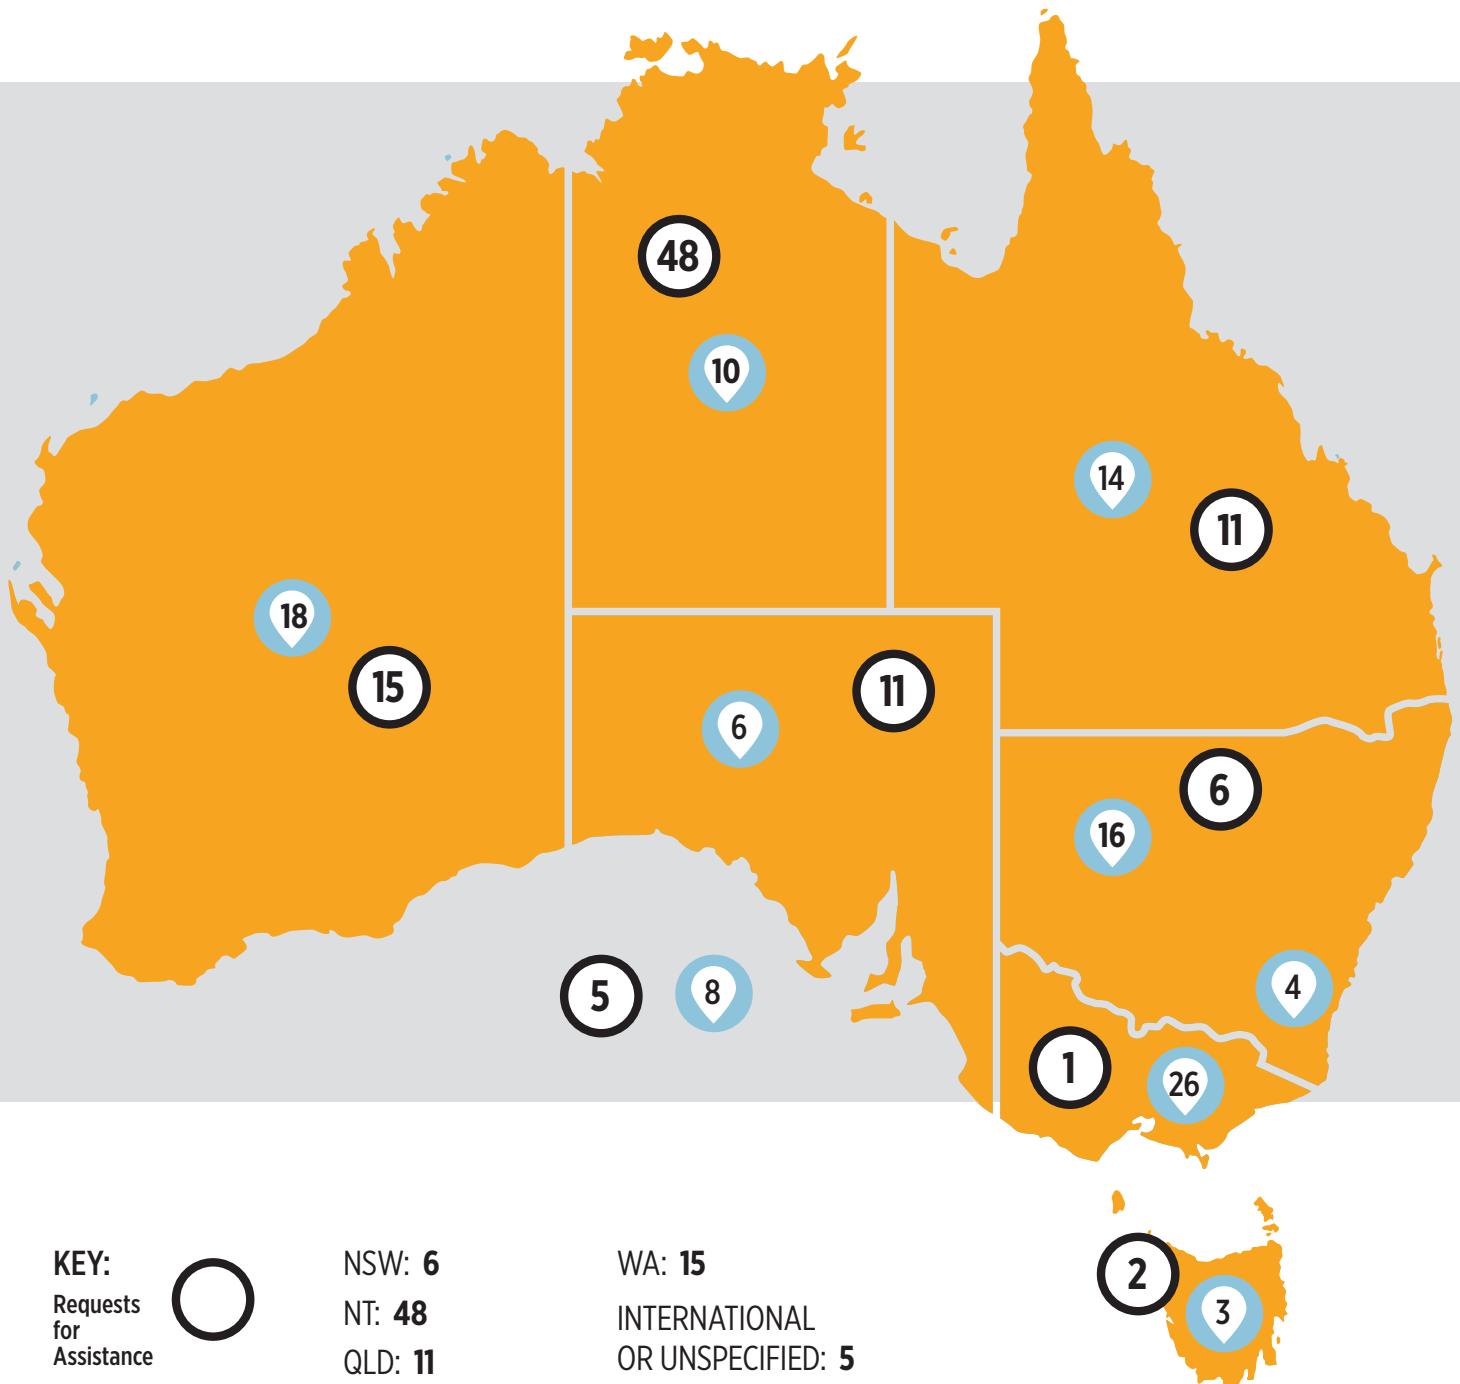 48
10
14
11
18
15
11
6
6
16
5
8
4
1
26
2
3
KEY:
Requests
for
Assistance
NSW: 6
NT: 48
QLD: 11
WA: 15
INTERNATIONAL
OR UNSPECIFIED: 5